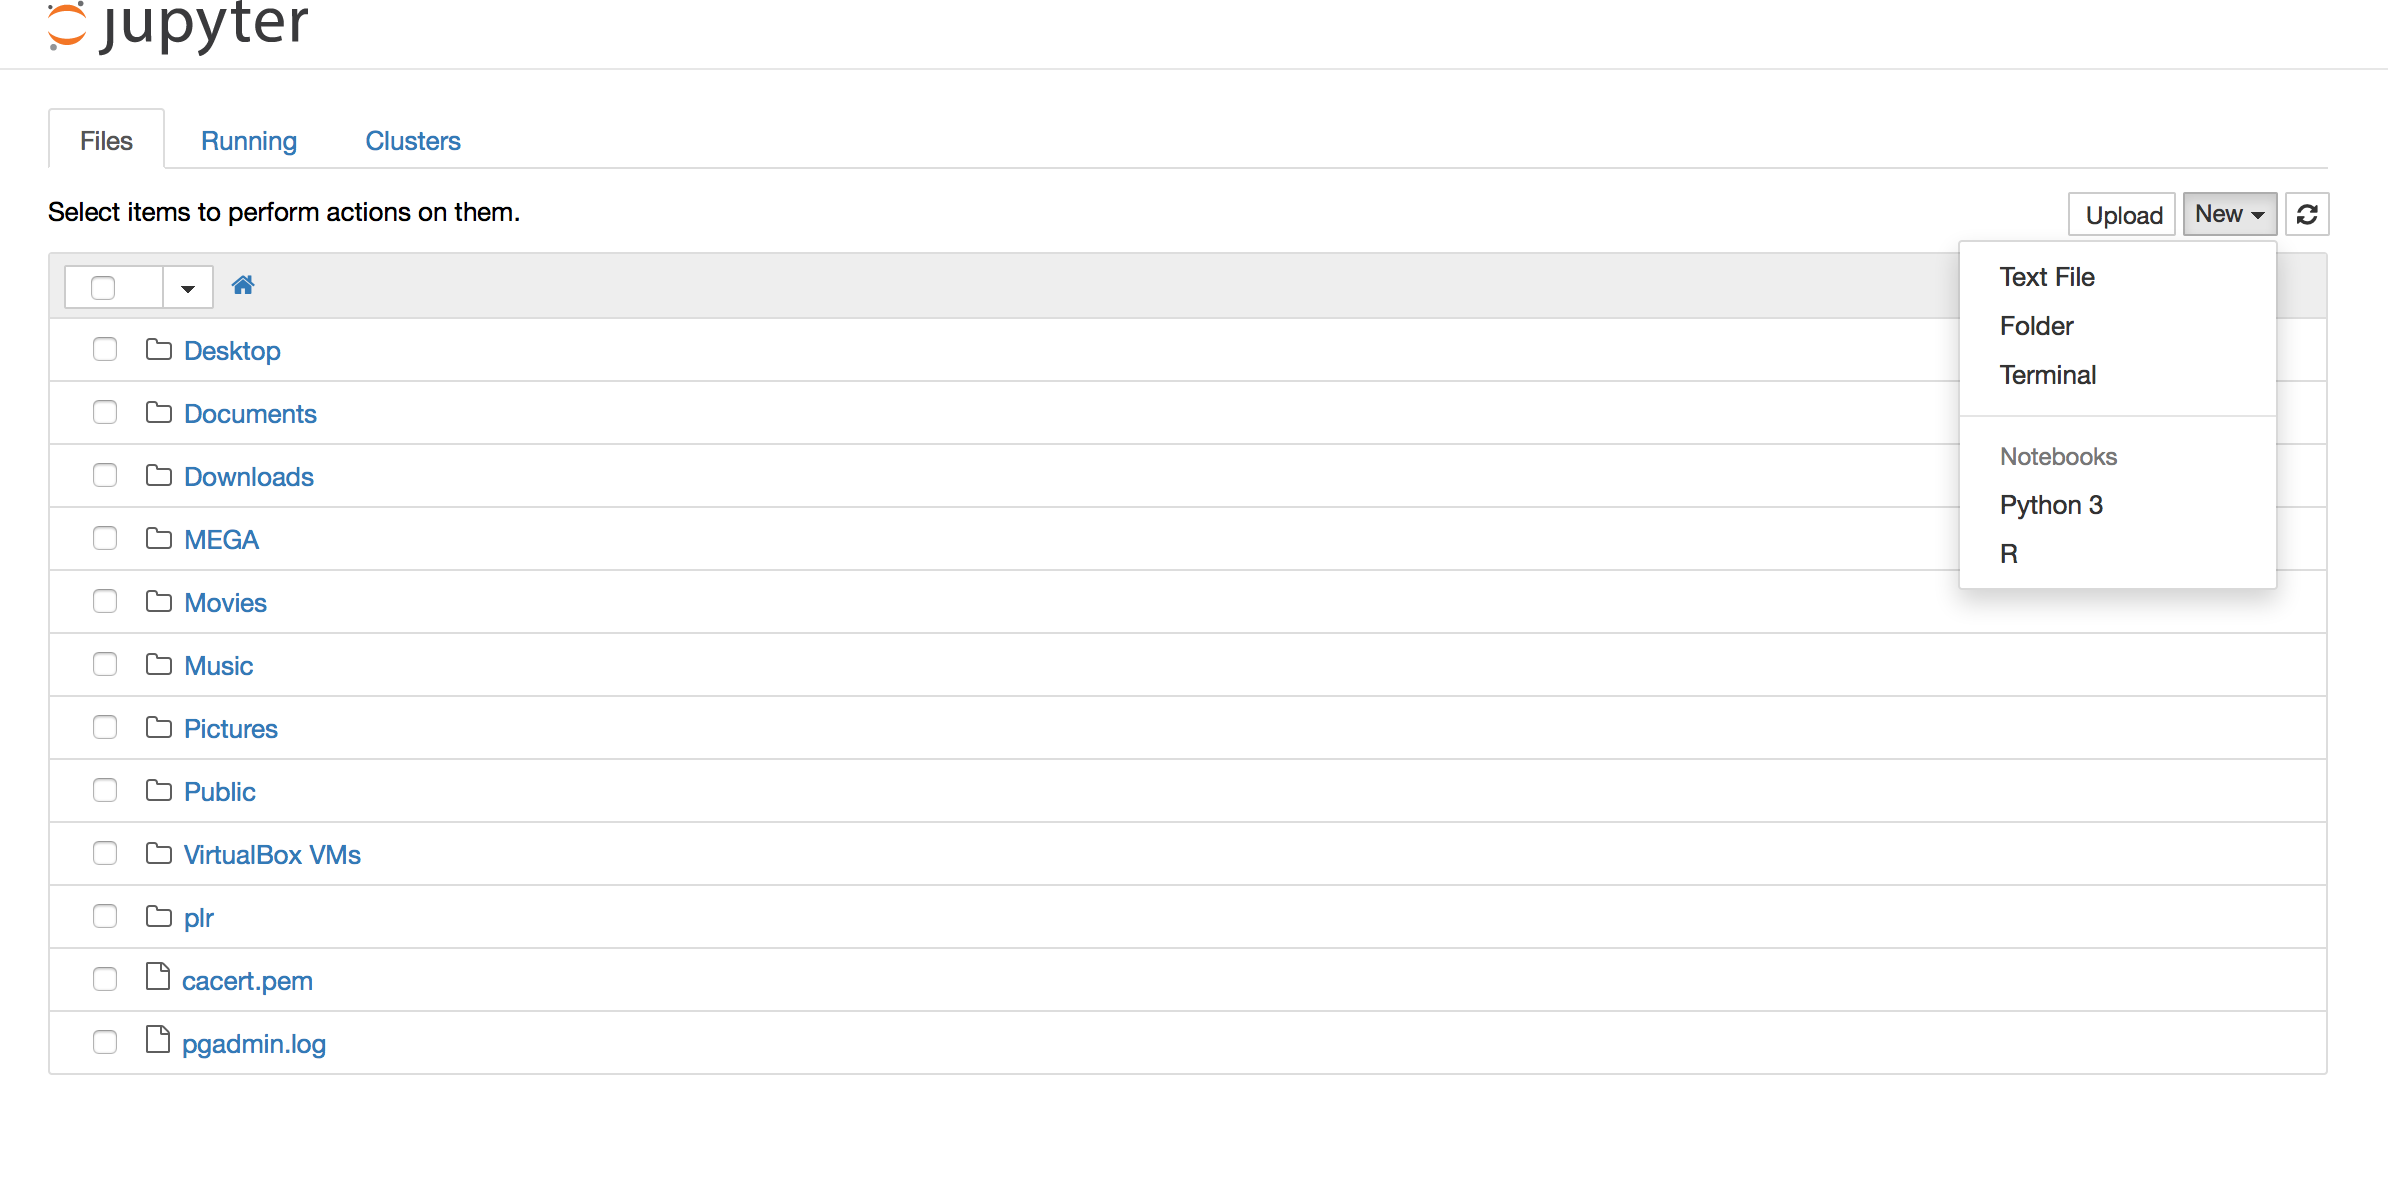 jupyter
Files Running Clusters
Select items to perform actions on them.
Upload New
Text File
Folder
Terminal
Notebooks
Python 3
R
Desktop
Documents
Downloads
MEGA
Movies
Music
Pictures
Public
VirtualBox VMs
plr
cacert.pem
pgadmin.log